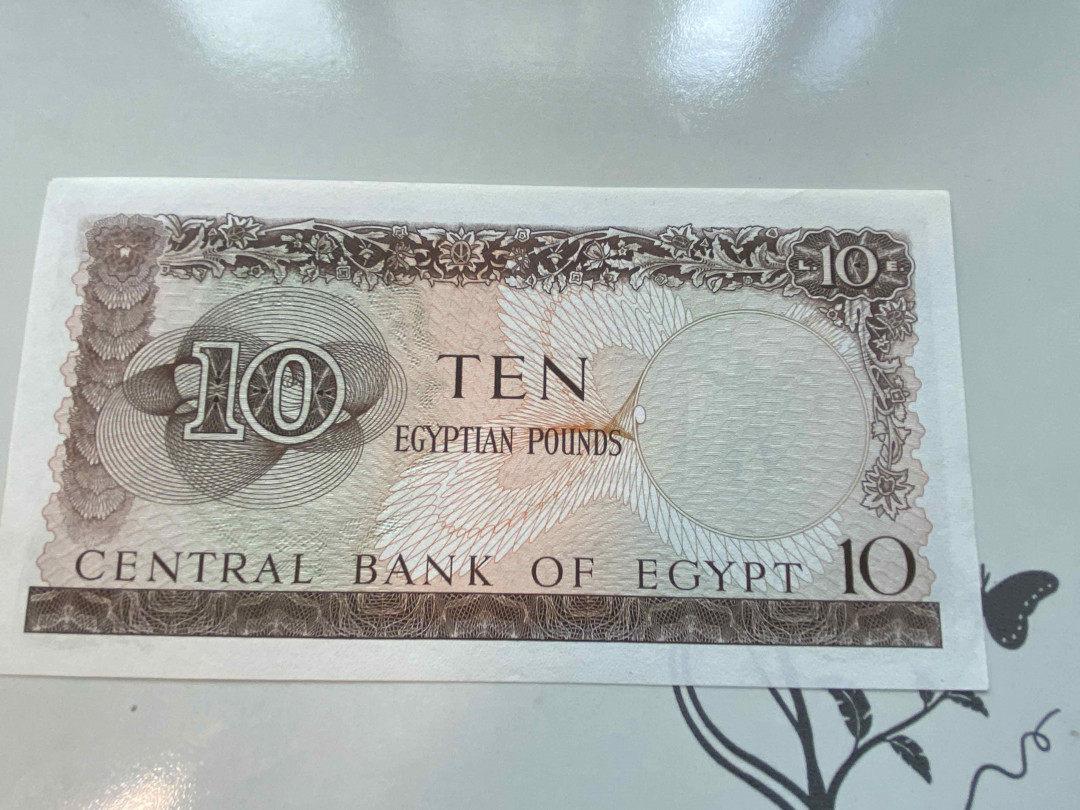 L. 10 E.
10
TEN
EGYPTIAN POUNDS
CENTRAL BANK OF EGYPT 10